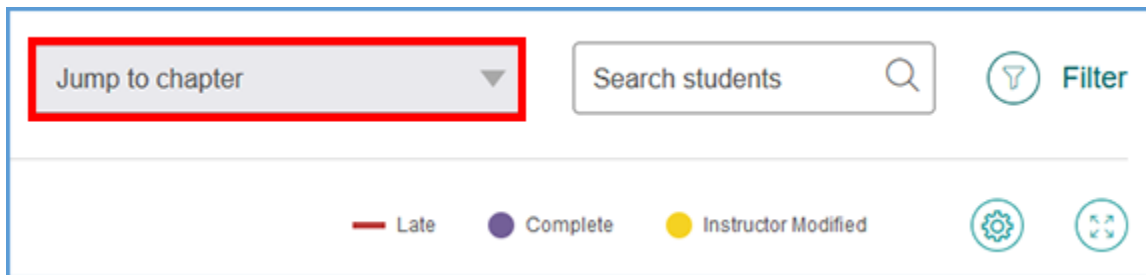 Jump to chapter
Search students
Filter
Late
Complete
Instructor Modified